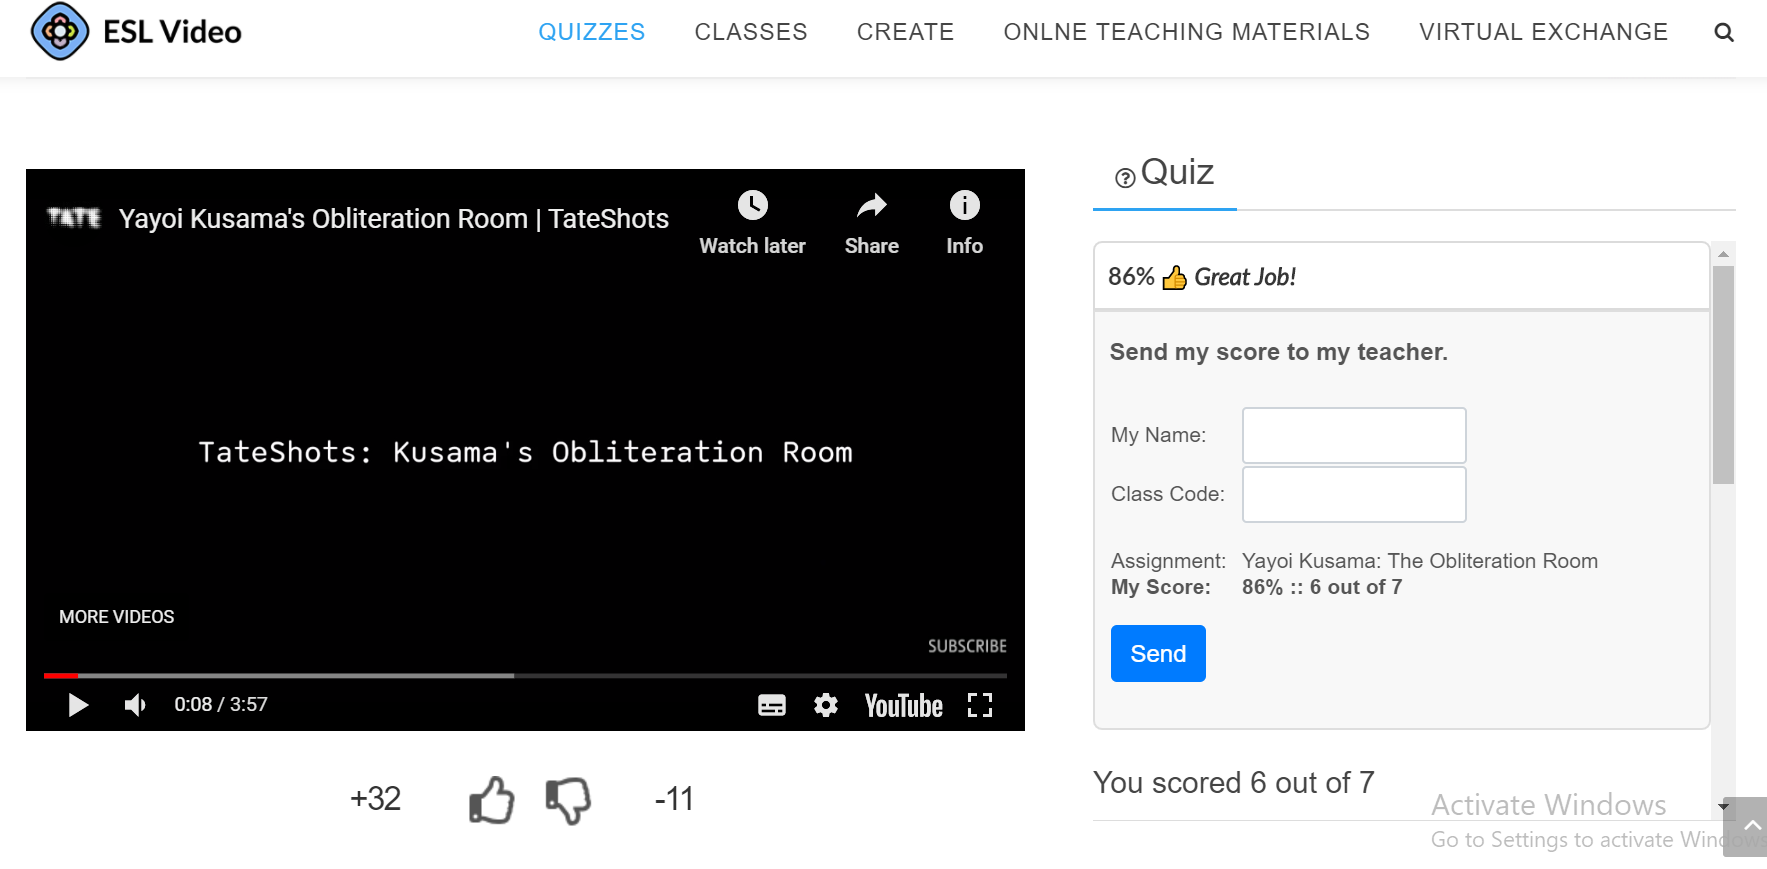 ESL Video
QUIZZES
CLASSES
CREATE
ONLNE TEACHING MATERIALS
VIRTUAL EXCHANGE
TATE
Yayoi Kusama's Obliteration Room | TateShots
Watch later
Share
Info
TateShots: Kusama's Obliteration Room
MORE VIDEOS
SUBSCRIBE
0:08 / 3:57
YouTube
+32
-11
Quiz
86% 👍 Great Job!
Send my score to my teacher.
My Name:
Class Code:
Assignment: Yayoi Kusama: The Obliteration Room
My Score: 86% :: 6 out of 7
Send
You scored 6 out of 7
Activate Windows
Go to Settings to activate Windows